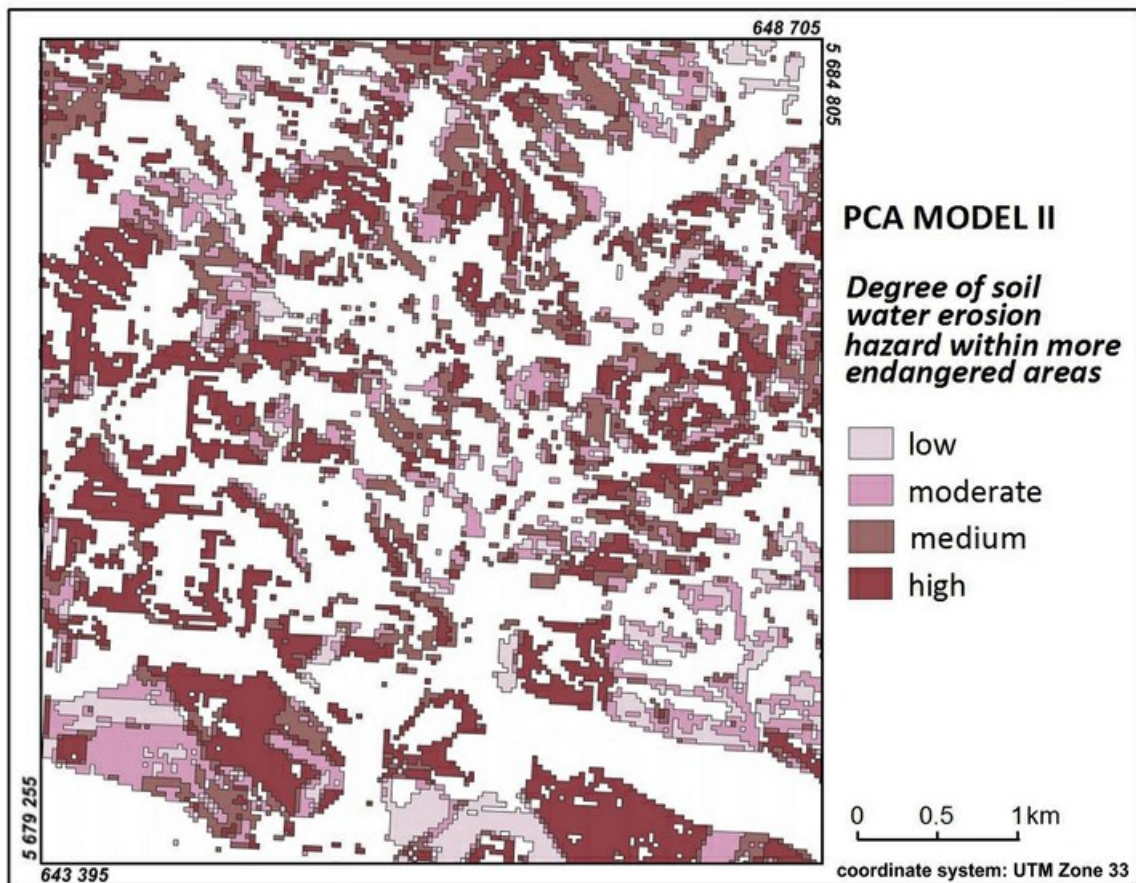 648 705
5 684 805
PCA MODEL II
Degree of soil
water erosion
hazard within more
endangered areas
low
moderate
medium
high
5 679 255
0 0.5 1km
643 395
coordinate system: UTM Zone 33